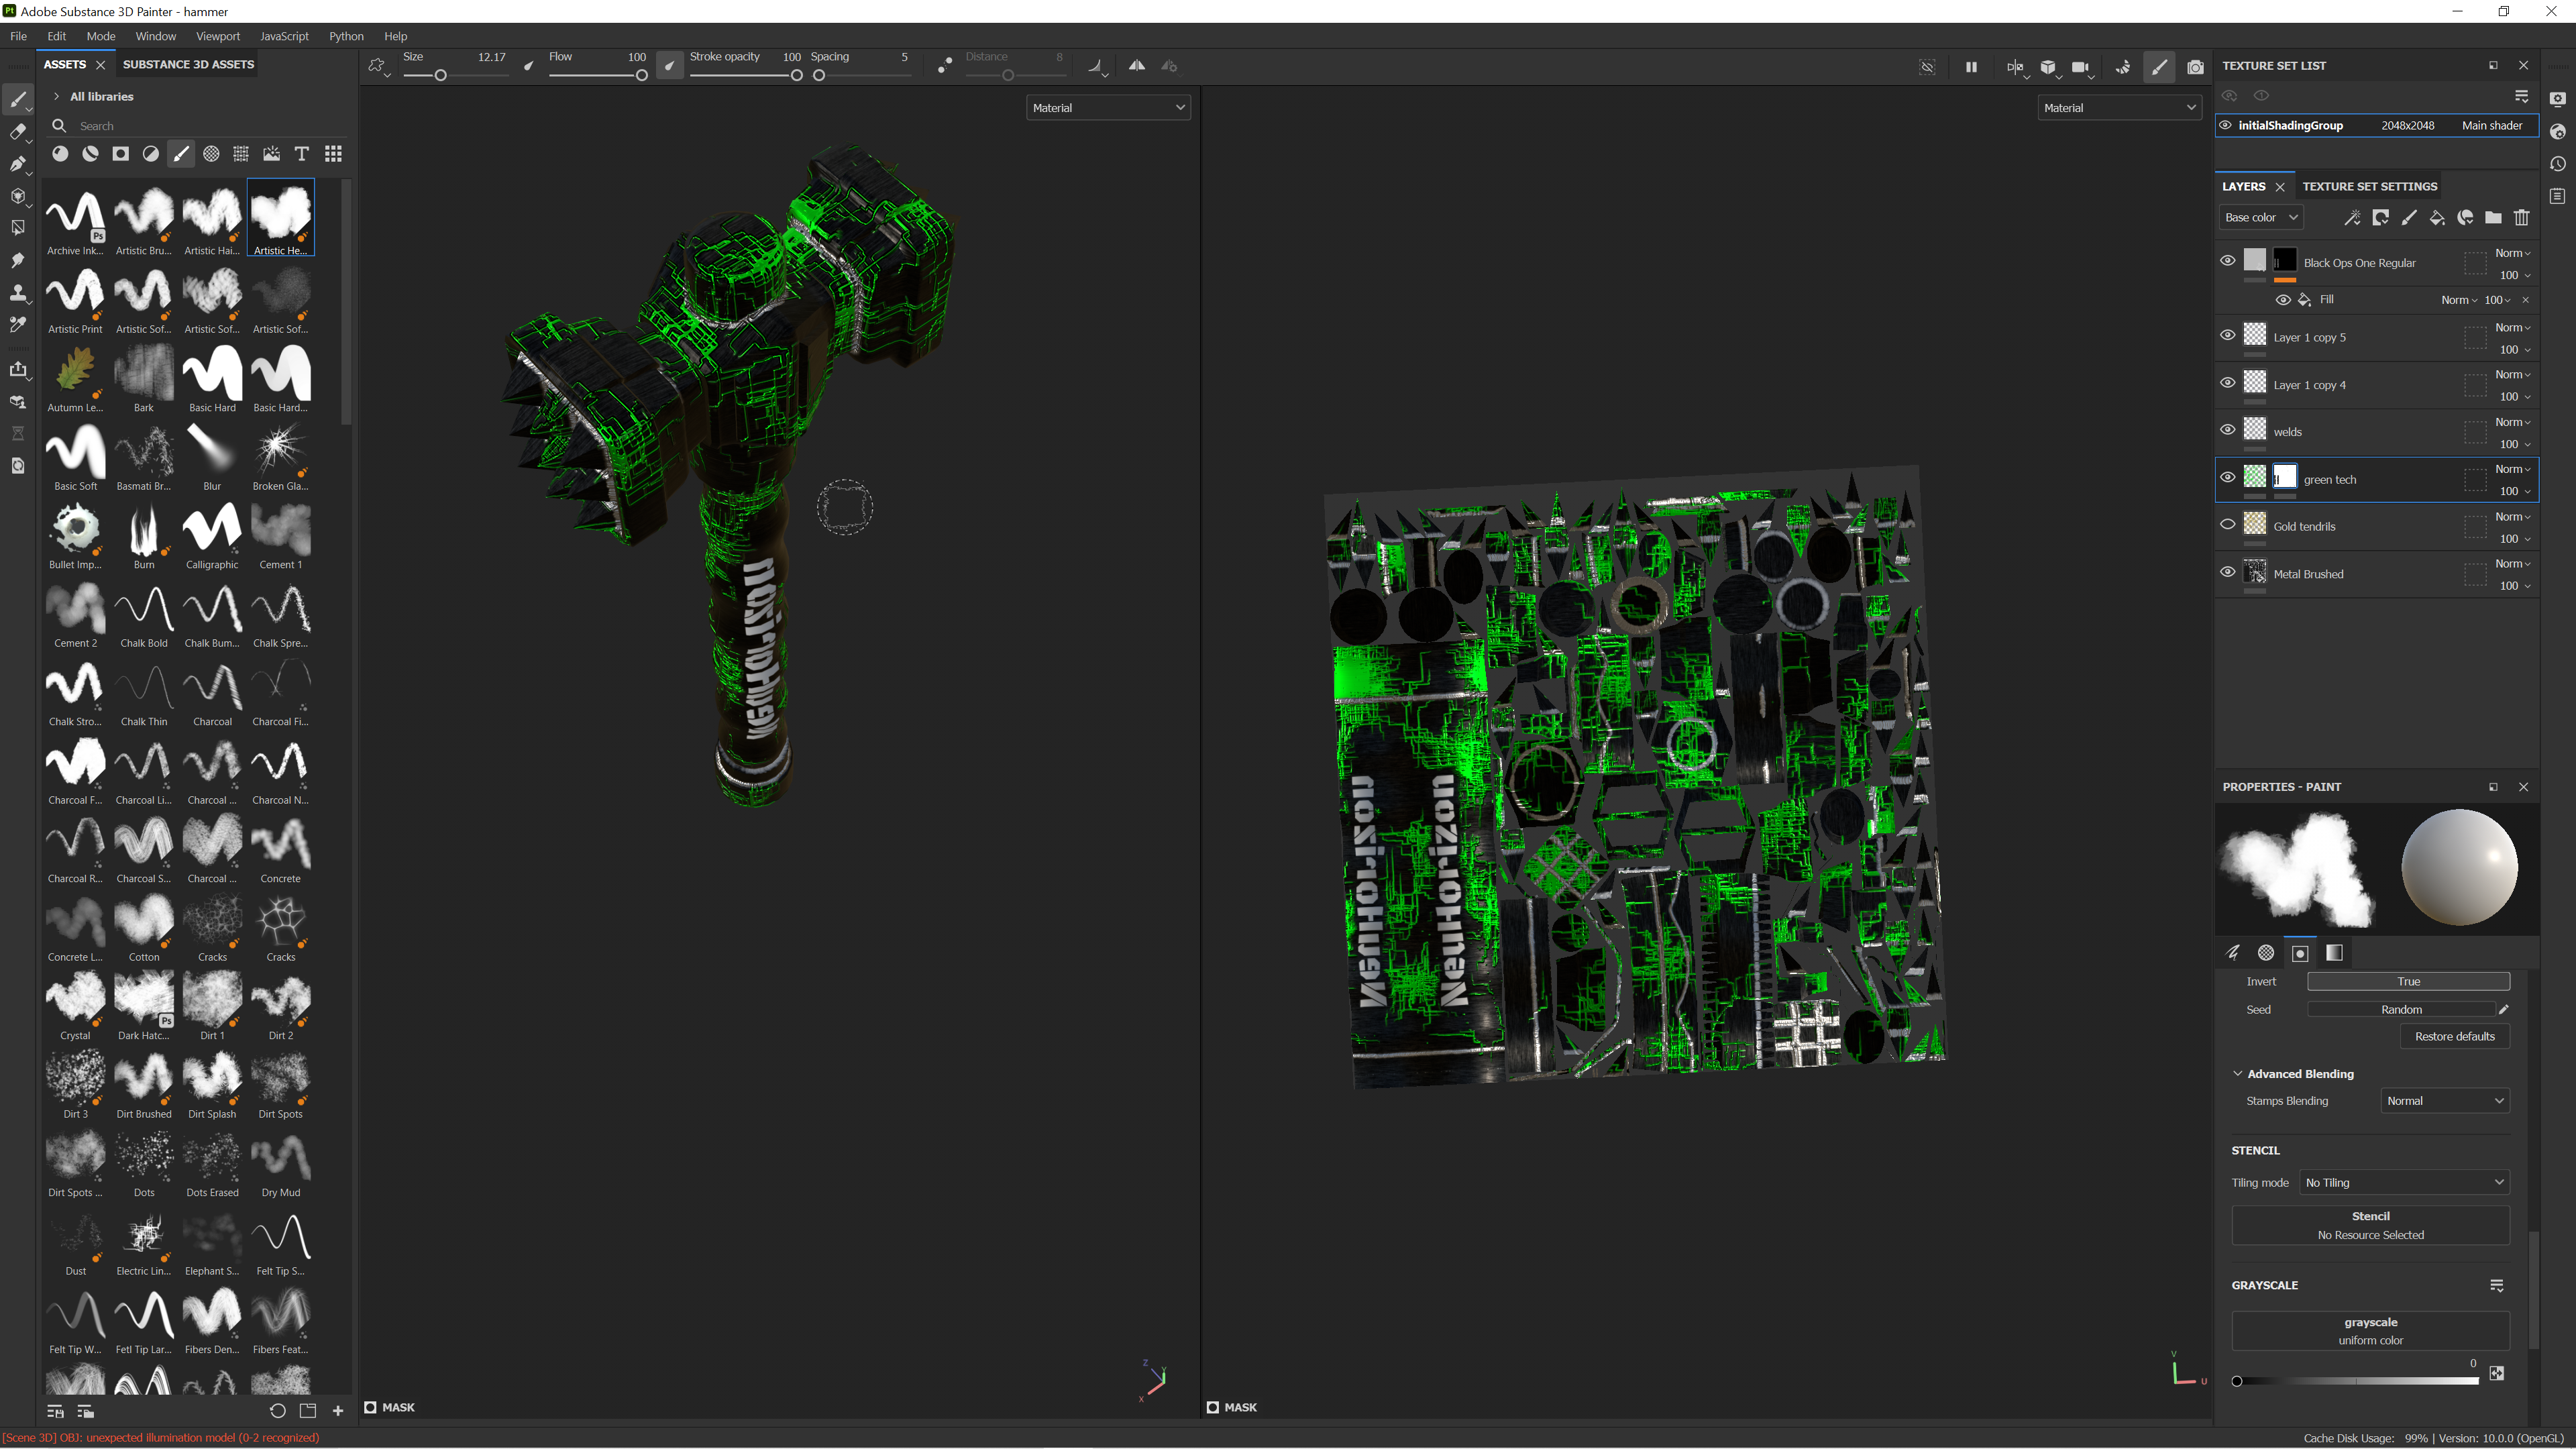 Adobe Substance 3D Painter - hammer
File Edit Mode Window Viewport JavaScript Python Help
ASSETS
SUBSTANCE 3D ASSETS
Size 12.17
Flow 100
Stroke opacity 100
Spacing 5
Distance 8
All libraries
Search
Material
Material
Archive Ink... Artistic Bru... Artistic Hai... Artistic He...
Artistic Print Artistic Sof... Artistic Sof... Artistic Sof...
Autumn Le... Bark Basic Hard Basic Hard...
Basic Soft Basmati Br... Blur Broken Gla...
Bullet Imp... Burn Calligraphic Cement 1
Cement 2 Chalk Bold Chalk Bum... Chalk Spre...
Chalk Stro... Chalk Thin Charcoal Charcoal Fi...
Charcoal F... Charcoal Li... Charcoal ... Charcoal N...
Charcoal R... Charcoal S... Charcoal ... Concrete
Concrete L... Cotton Cracks Cracks
Crystal Dark Hatc... Dirt 1 Dirt 2
Dirt 3 Dirt Brushed Dirt Splash Dirt Spots
Dirt Spots ... Dots Dots Erased Dry Mud
Dust Electric Lin... Elephant S... Felt Tip S...
Felt Tip W... Fetl Tip Lar... Fibers Den... Fibers Feat...
MASK
MASK
TEXTURE SET LIST
initialShadingGroup 2048x2048 Main shader
LAYERS
TEXTURE SET SETTINGS
Base color
Black Ops One Regular Norm 100
Fill Norm 100
Layer 1 copy 5 Norm 100
Layer 1 copy 4 Norm 100
welds Norm 100
green tech Norm 100
Gold tendrils Norm 100
Metal Brushed Norm 100
PROPERTIES - PAINT
Invert True
Seed Random
Restore defaults
Advanced Blending
Stamps Blending Normal
STENCIL
Tiling mode No Tiling
Stencil
No Resource Selected
GRAYSCALE
grayscale
uniform color
0
[Scene 3D] OBJ: unexpected illumination model (0-2 recognized)
Cache Disk Usage: 99% | Version: 10.0.0 (OpenGL)